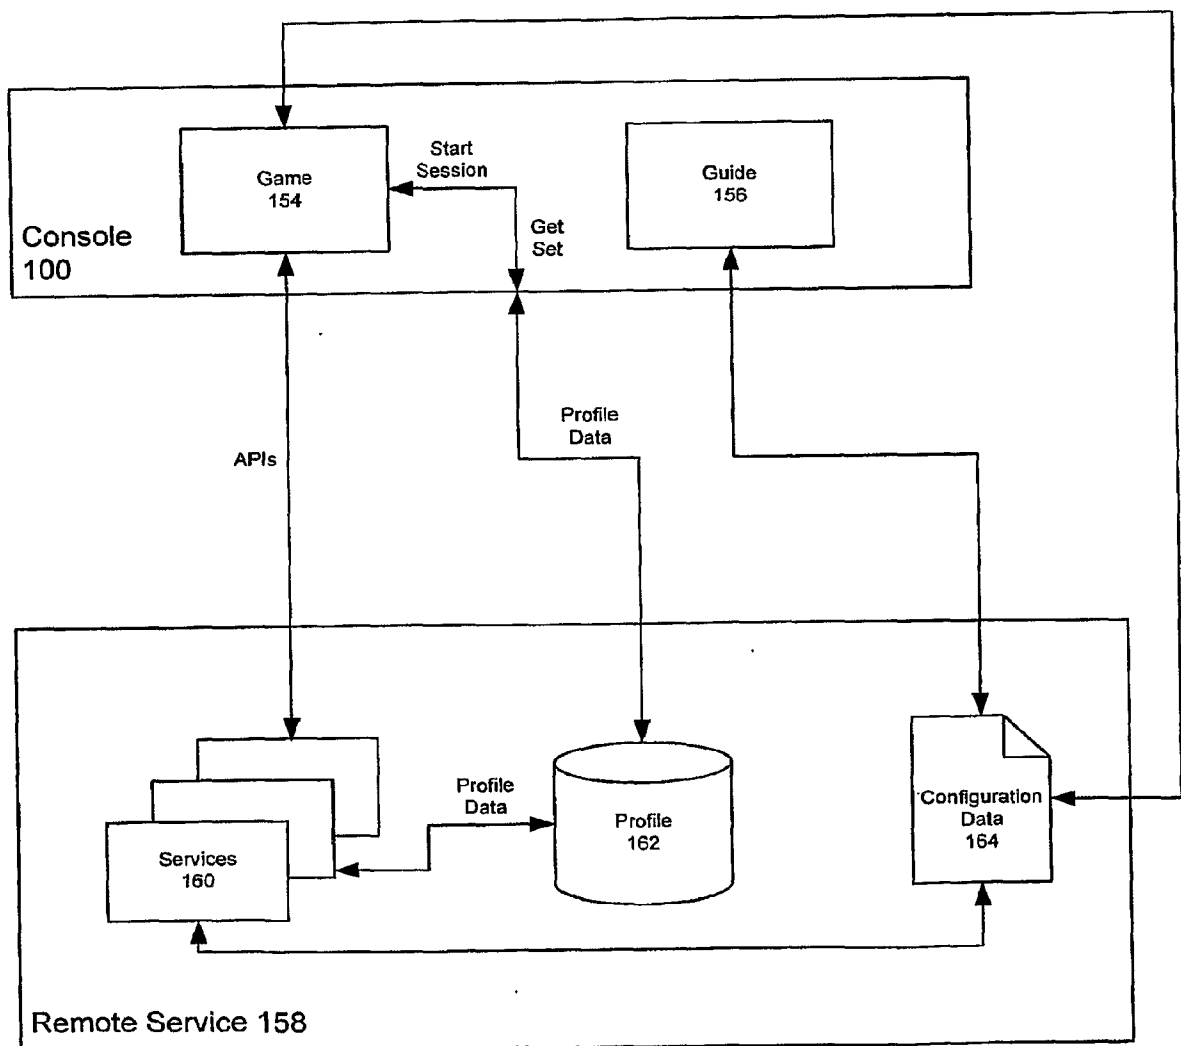 Game
154
Start
Session
Guide
156
Get
Set
Console
100
Profile
Data
APIs
Profile
Data
Profile
162
Configuration
Data
164
Services
160
Remote Service 158